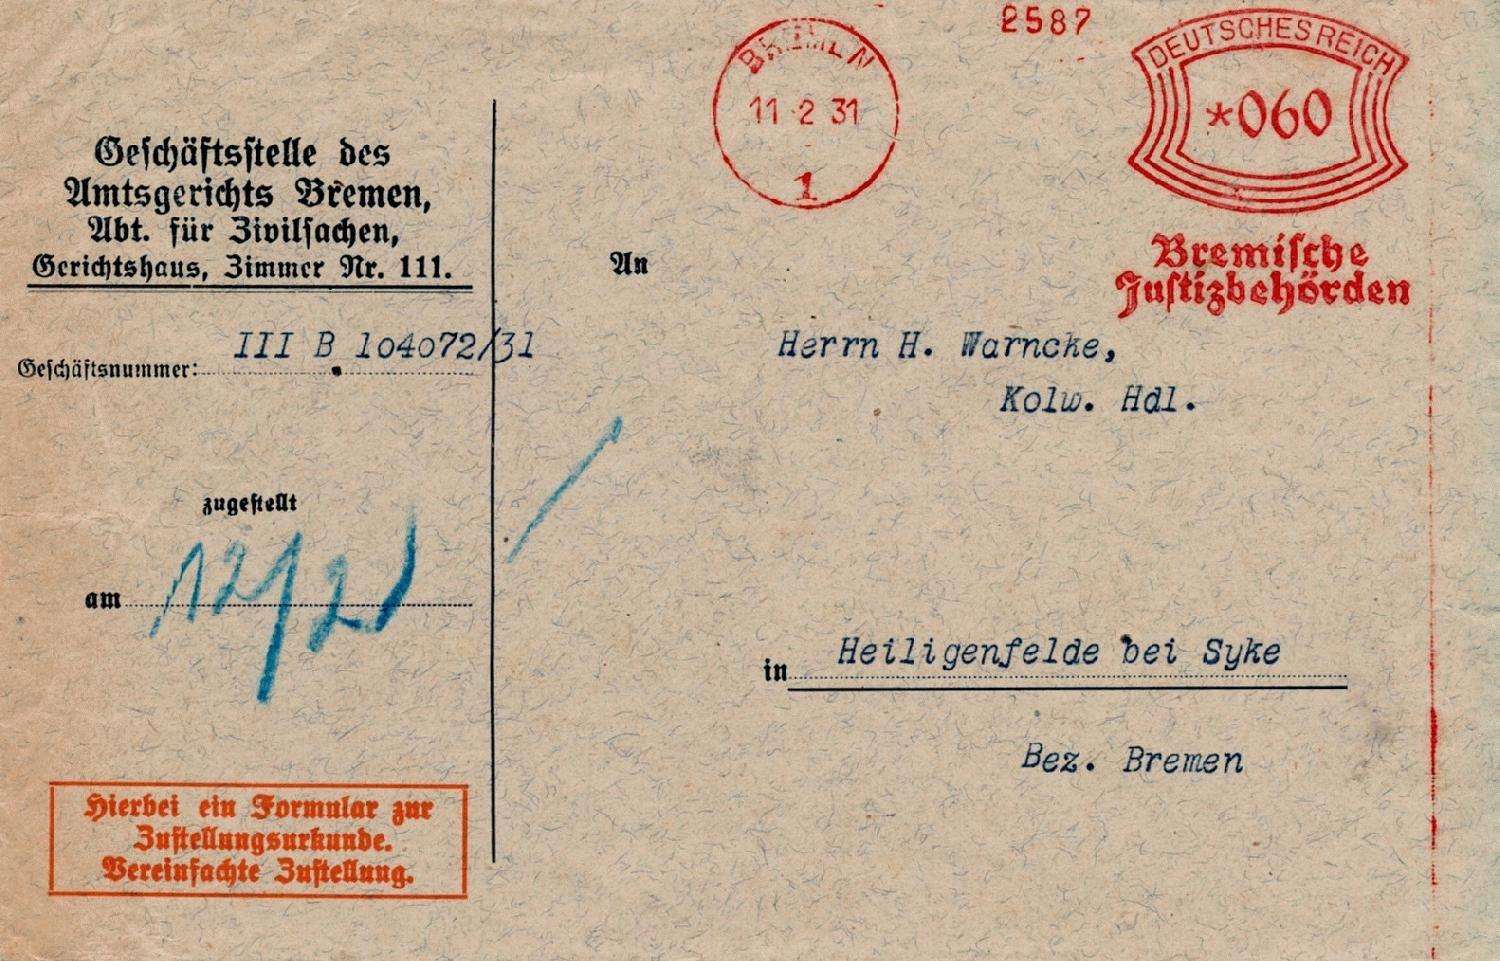 Geschäftsstelle des
Amtsgerichts Bremen,
Abt. für Zivilsachen,
Gerichtshaus, Zimmer Nr. 111.
Geschäftsnummer: III B 104072/31
zugestellt
am 12/2
Hierbei ein Formular zur
Zustellungsurkunde.
Vereinfachte Zustellung.
BREMEN
11 2 31
1
2587
DEUTSCHES REICH
*060
Bremische
Justizbehörden
An
Herrn H. Warncke,
Kolw. Hdl.
in Heiligenfelde bei Syke
Bez. Bremen